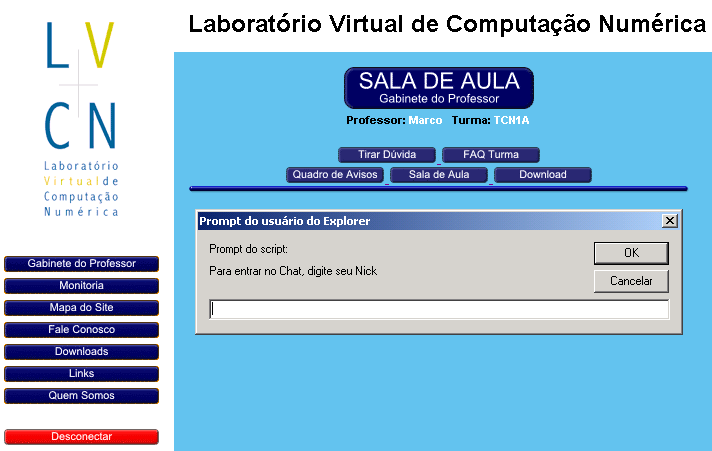 Laboratório Virtual de Computação Numérica
L V
C N
Laboratório
Virtual de
Computação
Numérica
SALA DE AULA
Gabinete do Professor
Professor: Marco Turma: TCN1A
Tirar Dúvida FAQ Turma
Quadro de Avisos Sala de Aula Download
Prompt do usuário do Explorer
Prompt do script:
OK
Para entrar no Chat, digite seu Nick
Cancelar
Gabinete do Professor
Monitoria
Mapa do Site
Fale Conosco
Downloads
Links
Quem Somos
Desconectar